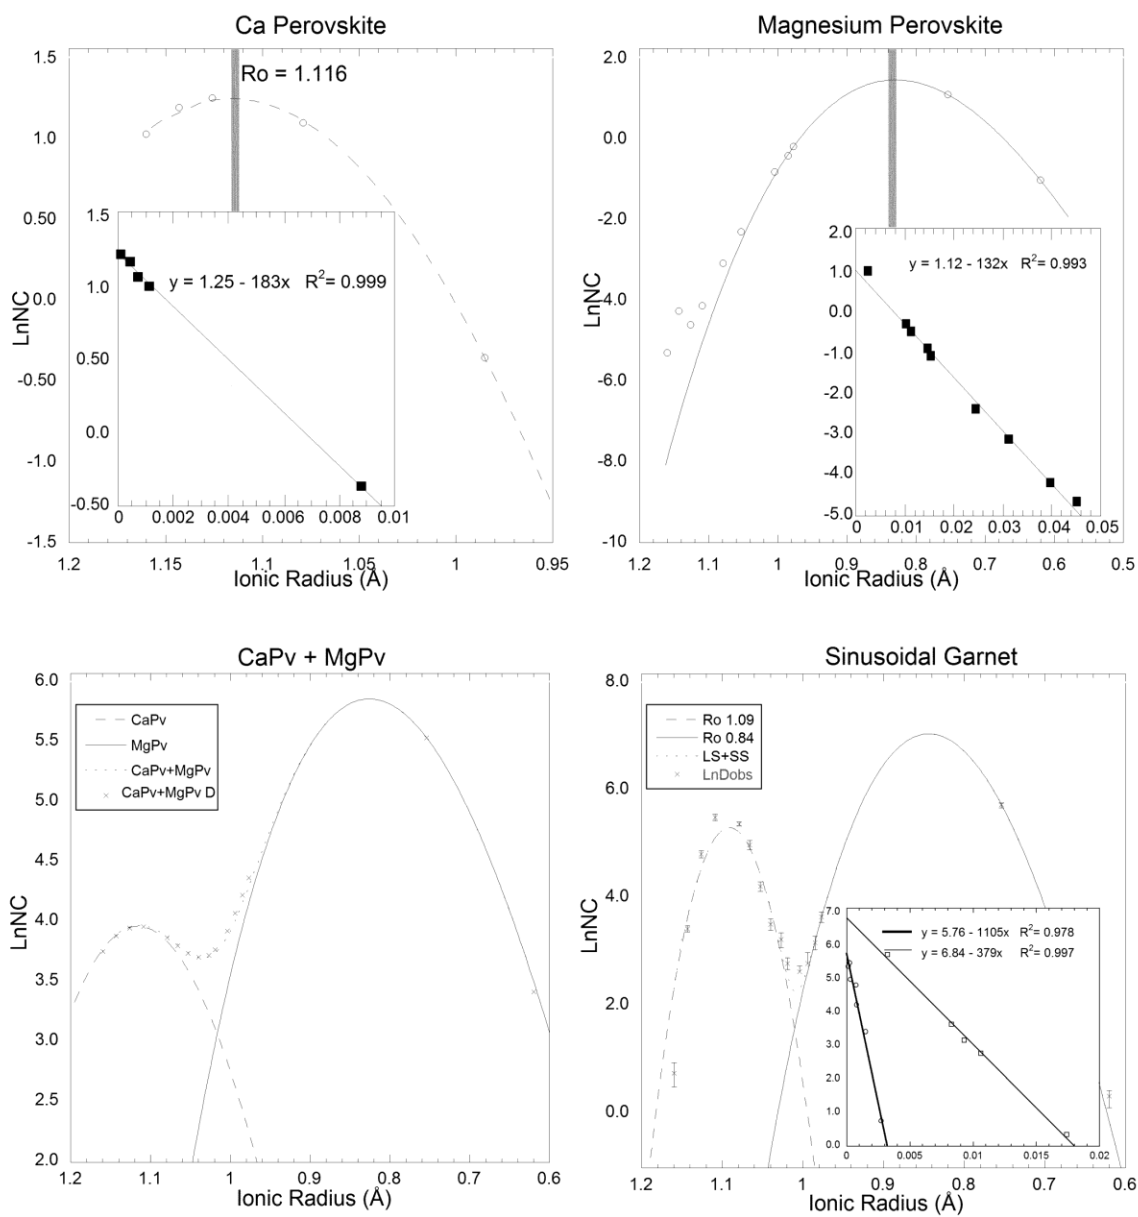 Ca Perovskite
1.5
1.0
0.50
0.0
-0.50
-1.0
-1.5
LnNC
Ro = 1.116
1.5
1.0
0.50
0.0
-0.50
y = 1.25 - 183x R2= 0.999
0 0.002 0.004 0.006 0.008 0.01
1.2 1.15 1.1 1.05 1 0.95
Ionic Radius (Å)
Magnesium Perovskite
2.0
0.0
-2.0
-4.0
-6.0
-8.0
-10
LnNC
2.0
1.0
0.0
-1.0
-2.0
-3.0
-4.0
-5.0
y = 1.12 - 132x R2= 0.993
0 0.01 0.02 0.03 0.04 0.05
1.2 1.1 1 0.9 0.8 0.7 0.6 0.5
Ionic Radius (Å)
CaPv + MgPv
6.0
5.5
5.0
4.5
4.0
3.5
3.0
2.5
2.0
LnNC
CaPv
MgPv
CaPv+MgPv
CaPv+MgPv D
1.2 1.1 1 0.9 0.8 0.7 0.6
Ionic Radius (Å)
Sinusoidal Garnet
8.0
6.0
4.0
2.0
0.0
LnNC
Ro 1.09
Ro 0.84
LS+SS
LnDobs
7.0
6.0
5.0
4.0
3.0
2.0
1.0
0.0
y = 5.76 - 1105x R2= 0.978
y = 6.84 - 379x R2= 0.997
0 0.005 0.01 0.015 0.02
1.2 1.1 1 0.9 0.8 0.7 0.6
Ionic Radius (Å)